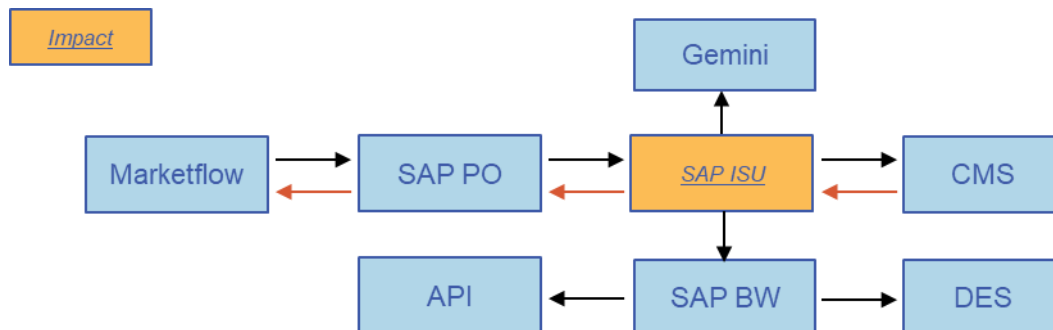 Impact
Gemini
Marketflow
SAP PO
SAP ISU
CMS
API
SAP BW
DES